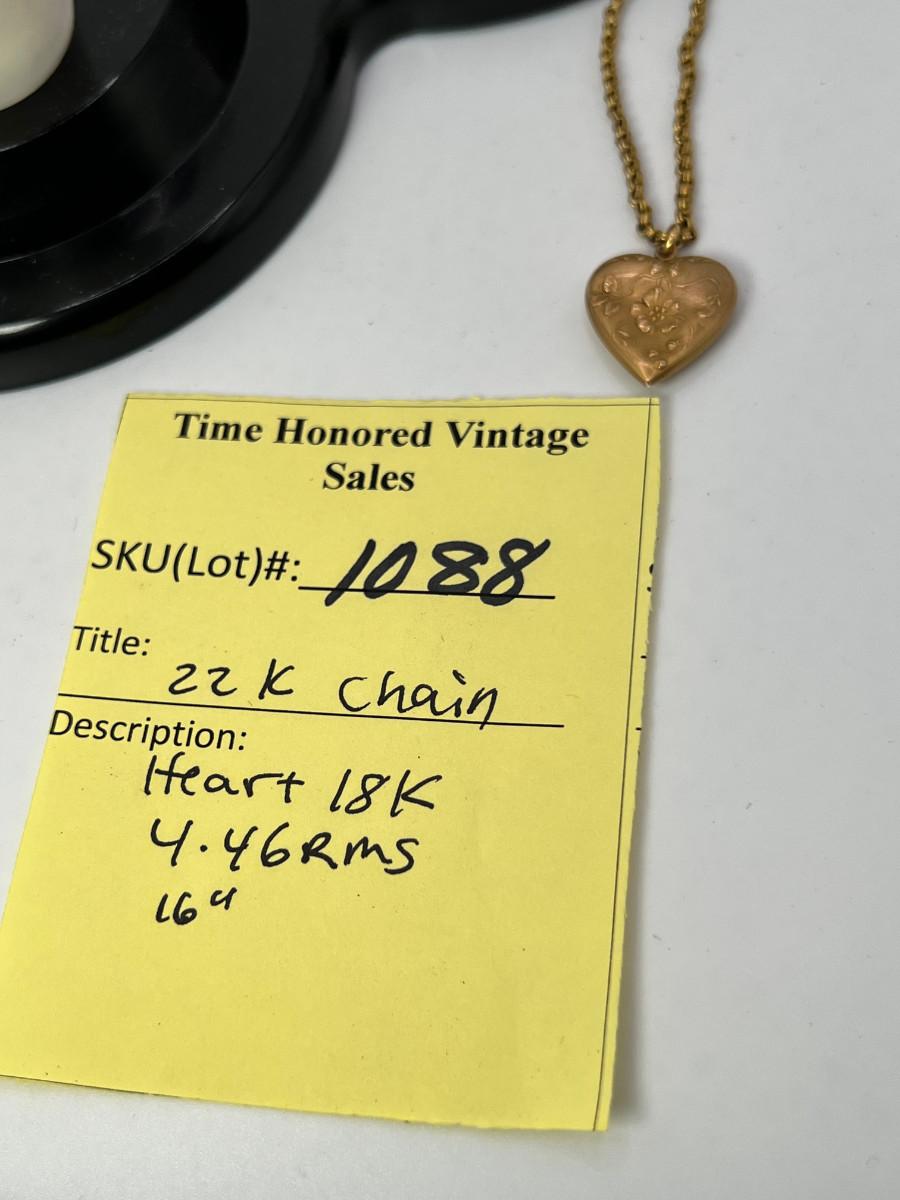 Time Honored Vintage
Sales
SKU(Lot)#: 1088
Title:
22K Chain
Description:
Heart 18K
4.46Rms
16"